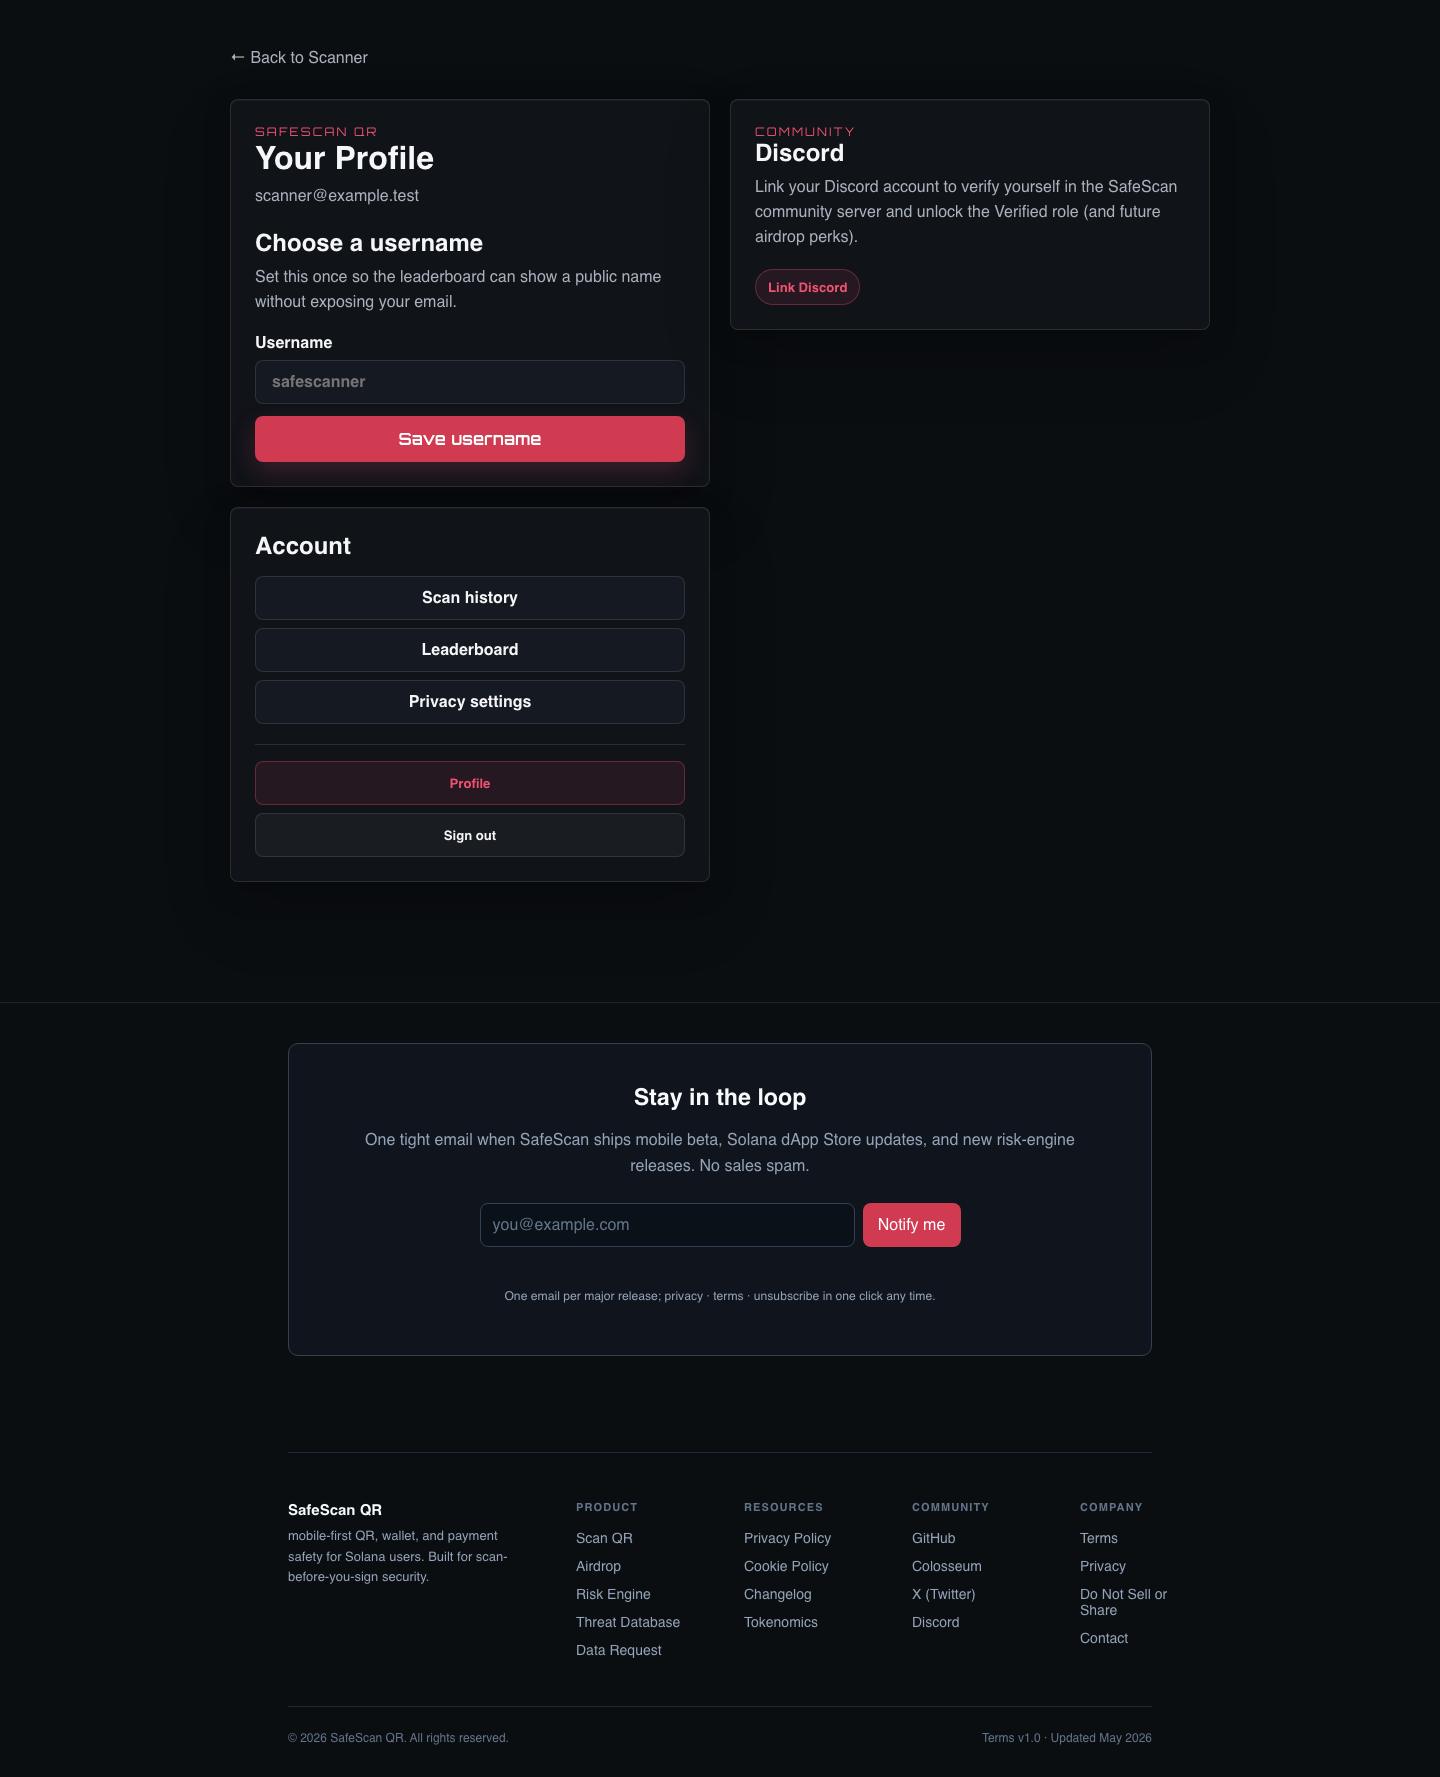 ← Back to Scanner
SAFESCAN QR
Your Profile
scanner@example.test
Choose a username
Set this once so the leaderboard can show a public name
without exposing your email.
Username
safescanner
Save username
COMMUNITY
Discord
Link your Discord account to verify yourself in the SafeScan
community server and unlock the Verified role (and future
airdrop perks).
Link Discord
Account
Scan history
Leaderboard
Privacy settings
Profile
Sign out
Stay in the loop
One tight email when SafeScan ships mobile beta, Solana dApp Store updates, and new risk-engine
releases. No sales spam.
you@example.com
Notify me
One email per major release; privacy · terms · unsubscribe in one click any time.
SafeScan QR
mobile-first QR, wallet, and payment
safety for Solana users. Built for scan-
before-you-sign security.
PRODUCT
Scan QR
Airdrop
Risk Engine
Threat Database
Data Request
RESOURCES
Privacy Policy
Cookie Policy
Changelog
Tokenomics
COMMUNITY
GitHub
Colosseum
X (Twitter)
Discord
COMPANY
Terms
Privacy
Do Not Sell or
Share
Contact
© 2026 SafeScan QR. All rights reserved.
Terms v1.0 · Updated May 2026